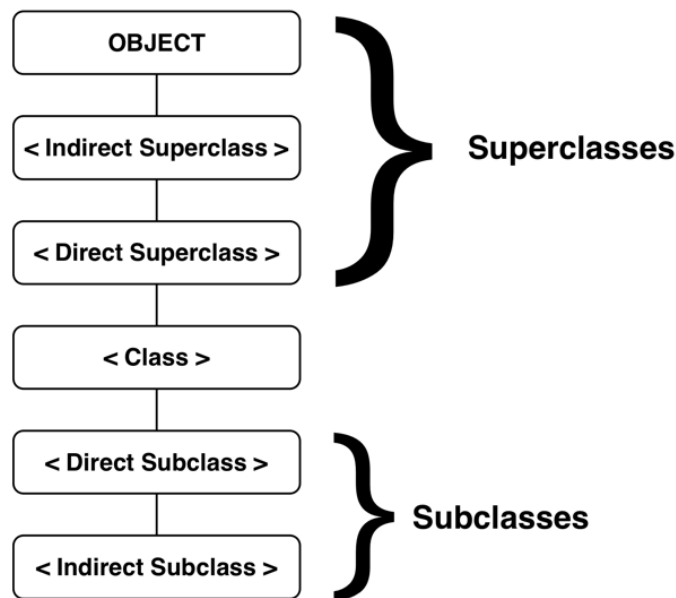 OBJECT
< Indirect Superclass >
Superclasses
< Direct Superclass >
< Class >
< Direct Subclass >
Subclasses
< Indirect Subclass >